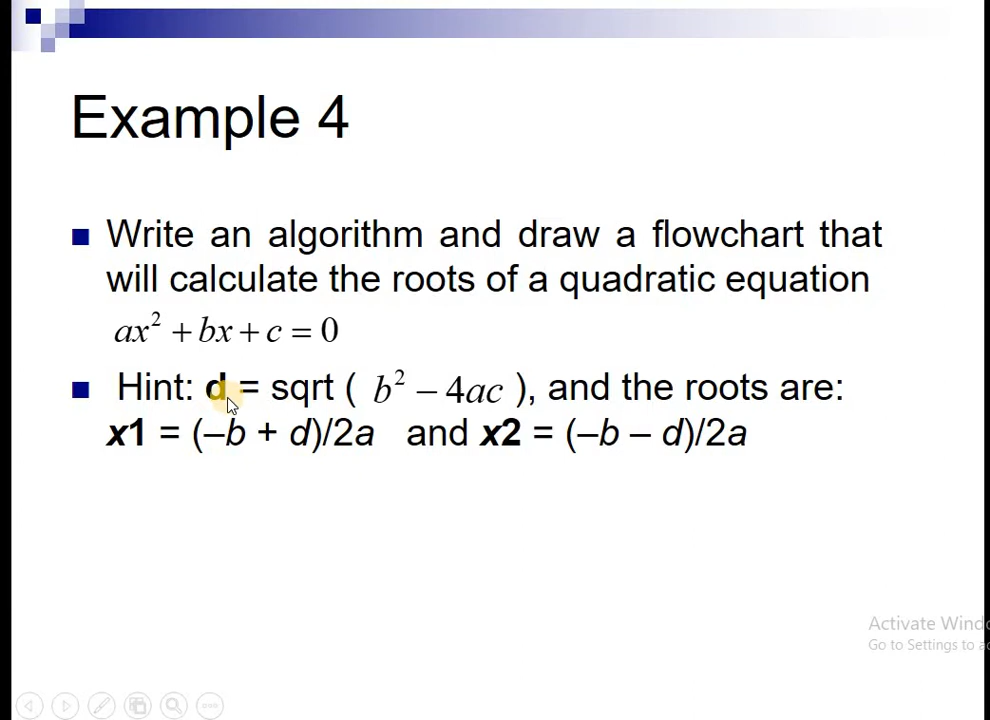 Example 4
Write an algorithm and draw a flowchart that
will calculate the roots of a quadratic equation
ax² + bx + c = 0
Hint: d = sqrt ( b² – 4ac ), and the roots are:
x1 = (–b + d)/2a and x2 = (–b – d)/2a
Activate Windo
Go to Settings to a